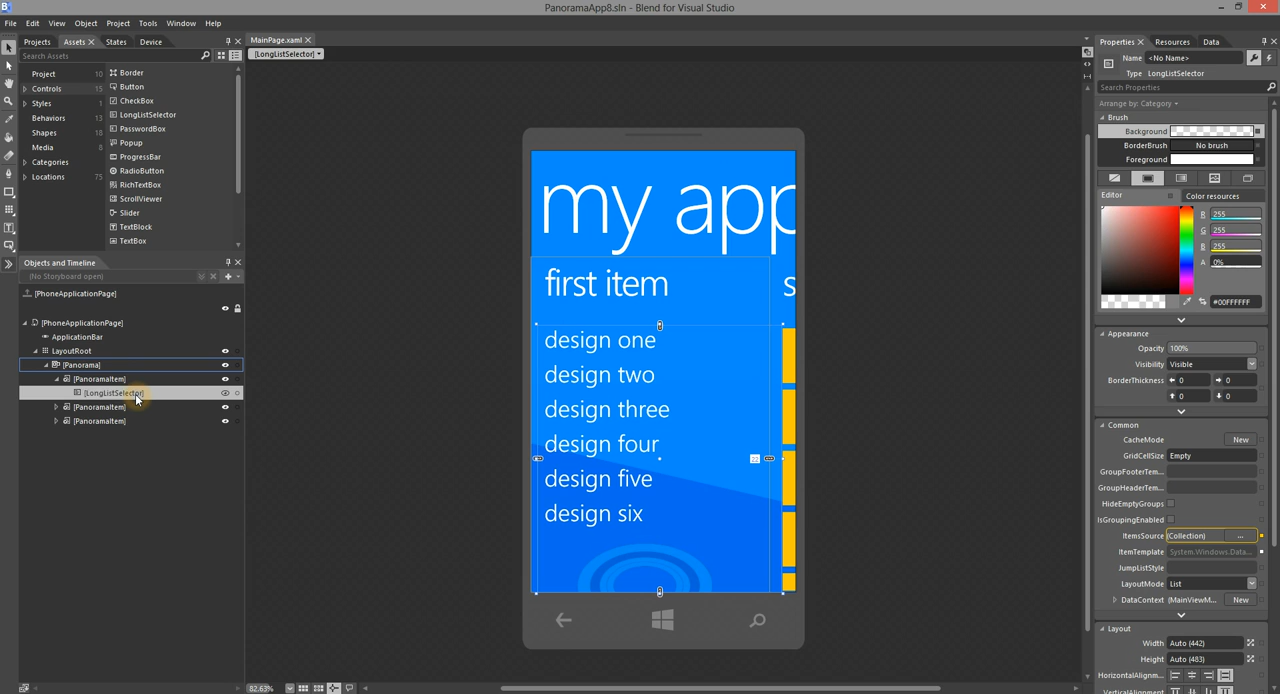 PanoramaApp8.sln - Blend for Visual Studio
File Edit View Object Project Tools Window Help
Projects Assets States Device
Search Assets
Project 10
Controls 15
Styles 1
Behaviors 13
Shapes 18
Media 8
Categories
Locations 75
Border
Button
CheckBox
LongListSelector
PasswordBox
Popup
ProgressBar
RadioButton
RichTextBox
ScrollViewer
Slider
TextBlock
TextBox
Objects and Timeline
(No Storyboard open)
[PhoneApplicationPage]
[PhoneApplicationPage]
ApplicationBar
LayoutRoot
[Panorama]
[PanoramaItem]
[LongListSelector]
[PanoramaItem]
[PanoramaItem]
MainPage.xaml
[LongListSelector]
my app
first item
s
design one
design two
design three
design four
design five
design six
82.63%
Properties Resources Data
Name <No Name>
Type LongListSelector
Search Properties
Arrange by: Category
Brush
Background
BorderBrush No brush
Foreground
Editor Color resources
R 255
G 255
B 255
A 0%
#00FFFFFF
Appearance
Opacity 100%
Visibility Visible
BorderThickness 0 0
0 0
Common
CacheMode New
GridCellSize Empty
GroupFooterTem...
GroupHeaderTem...
HideEmptyGroups
IsGroupingEnabled
ItemsSource (Collection) ...
ItemTemplate System.Windows.Data...
JumpListStyle
LayoutMode List
DataContext (MainViewM... New
Layout
Width Auto (442)
Height Auto (483)
HorizontalAlignm...
VerticalAlignment